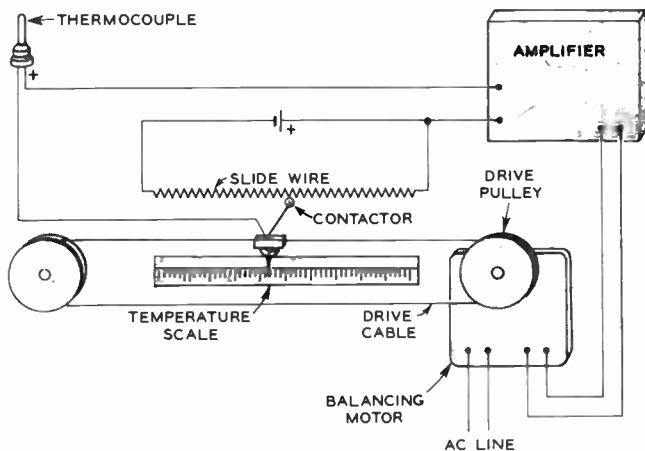 THERMOCOUPLE
+
AMPLIFIER
+
SLIDE WIRE
DRIVE
PULLEY
CONTACTOR
TEMPERATURE
SCALE
DRIVE
CABLE
BALANCING
MOTOR
AC LINE